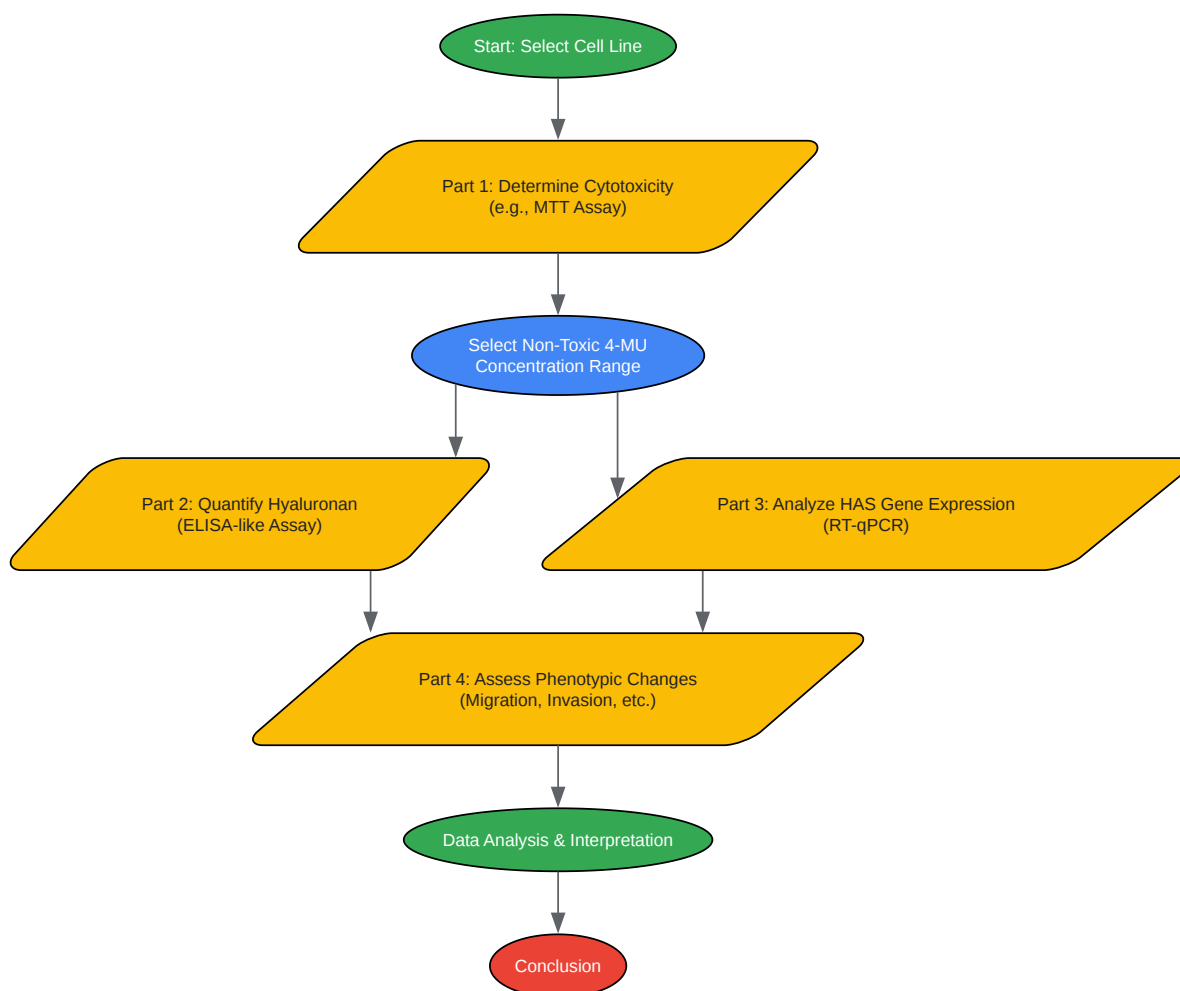 Start: Select Cell Line
Part 1: Determine Cytotoxicity
(e.g., MTT Assay)
Select Non-Toxic 4-MU
Concentration Range
Part 2: Quantify Hyaluronan
(ELISA-like Assay)
Part 3: Analyze HAS Gene Expression
(RT-qPCR)
Part 4: Assess Phenotypic Changes
(Migration, Invasion, etc.)
Data Analysis & Interpretation
Conclusion